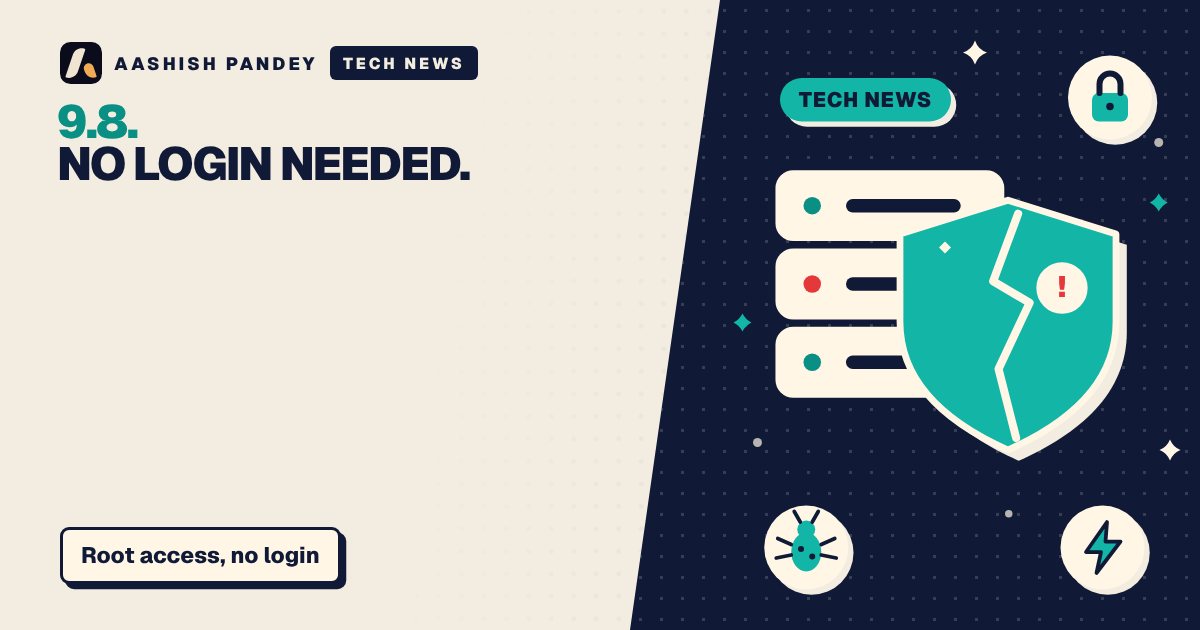 AASHISH PANDEY
TECH NEWS
9.8.
NO LOGIN NEEDED.
Root access, no login
TECH NEWS
!